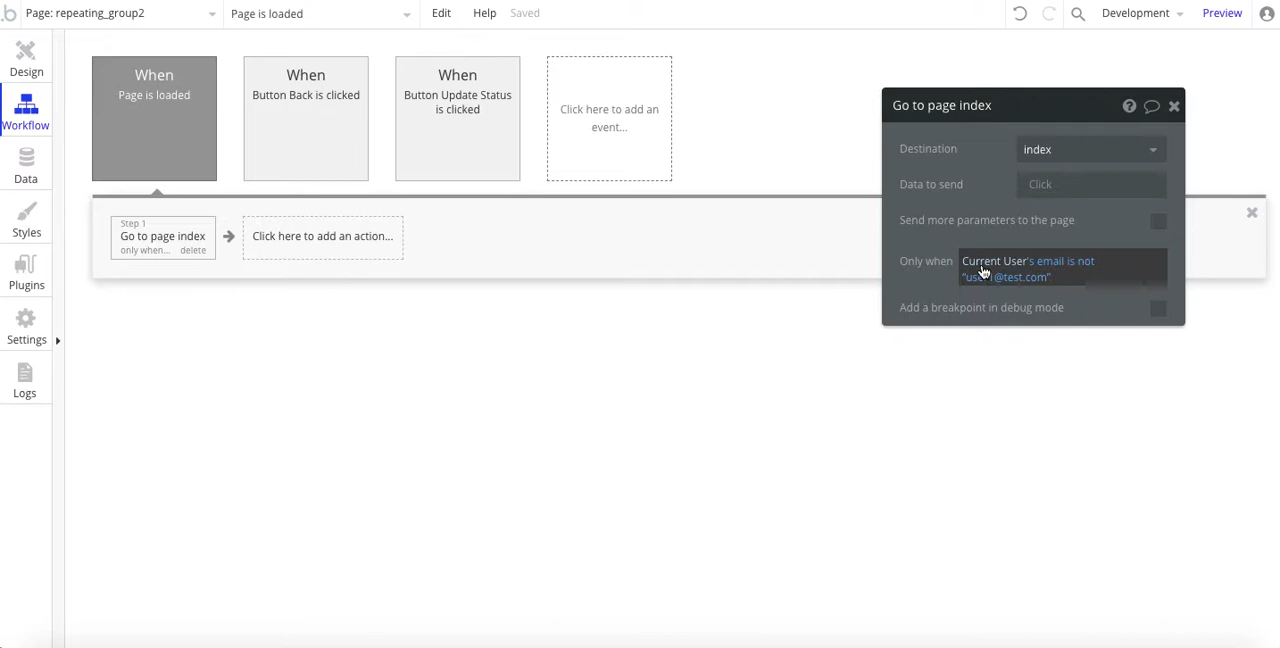 b Page: repeating_group2 Page is loaded Edit Help Saved Development Preview
Design
Workflow
Data
Styles
Plugins
Settings
Logs
When
Page is loaded
When
Button Back is clicked
When
Button Update Status
is clicked
Click here to add an
event...
Step 1
Go to page index
only when... delete
Click here to add an action...
Go to page index
Destination index
Data to send Click
Send more parameters to the page
Only when Current User's email is not
"user1@test.com"
Add a breakpoint in debug mode